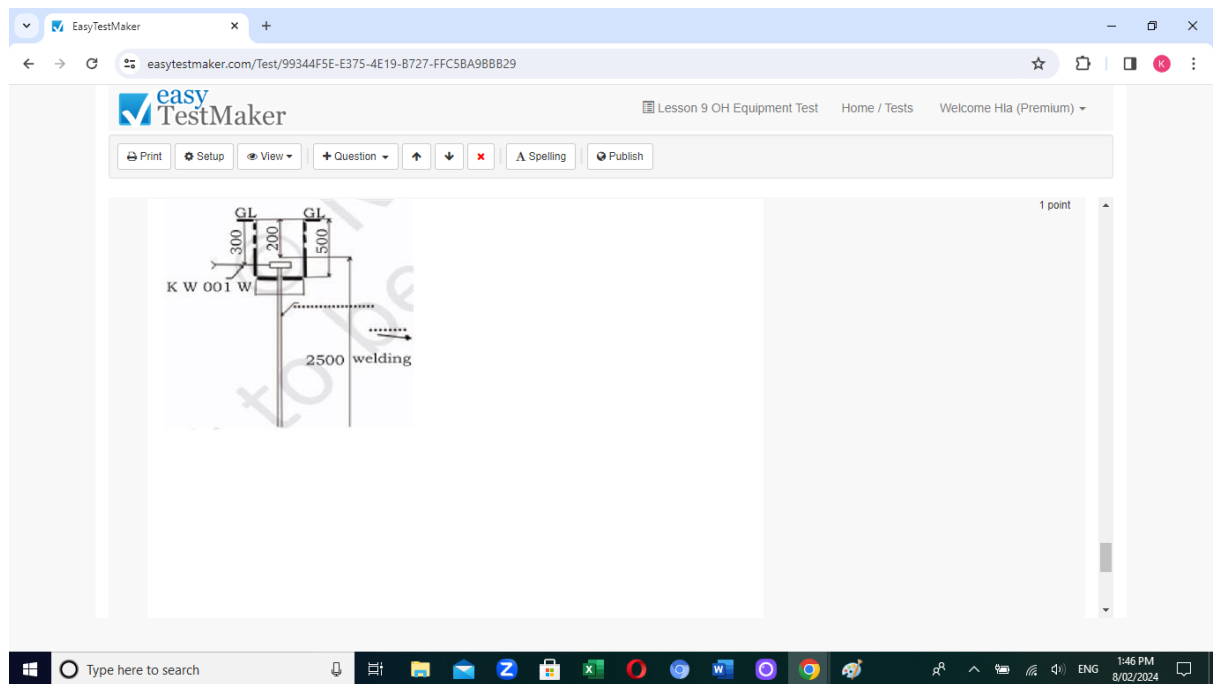 EasyTestMaker
easytestmaker.com/Test/99344F5E-E375-4E19-B727-FFC5BA9BBB29
K
easy
TestMaker
Lesson 9 OH Equipment Test Home / Tests Welcome Hla (Premium)
Print Setup View + Question A Spelling Publish
1 point
GL GL
300 200 500
K W 001 W
2500 welding
to be
Type here to search
ENG 1:46 PM
8/02/2024